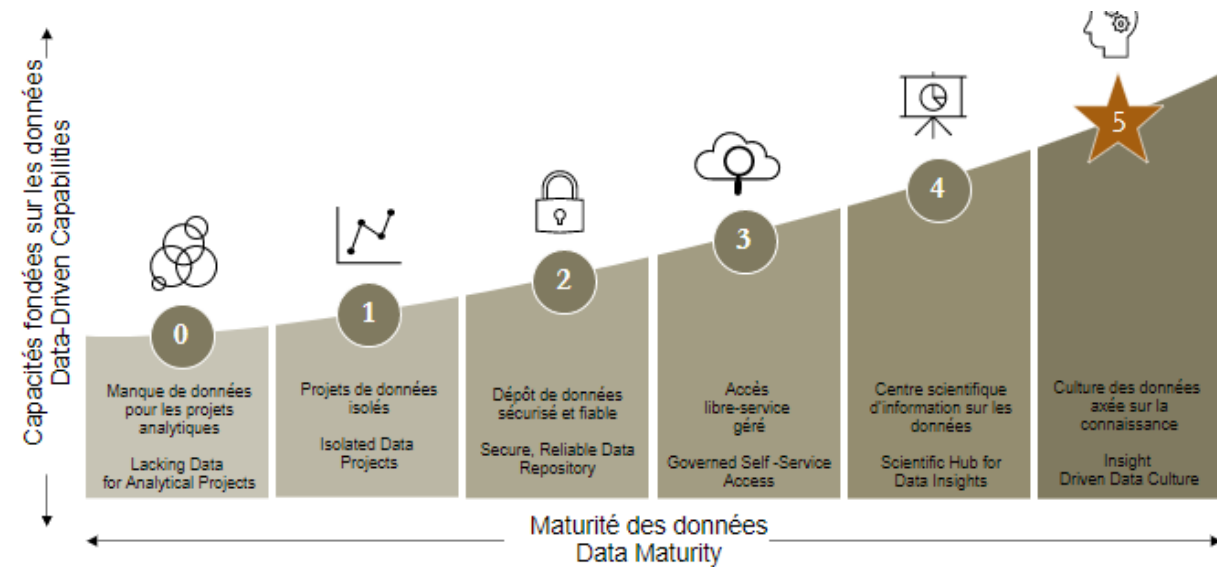 Capacités fondées sur les données
Data-Driven Capabilities
0
Manque de données
pour les projets
analytiques
Lacking Data
for Analytical Projects
1
Projets de données
isolés
Isolated Data
Projects
2
Dépôt de données
sécurisé et fiable
Secure, Reliable Data
Repository
3
Accès
libre-service
géré
Governed Self -Service
Access
4
Centre scientifique
d'information sur les
données
Scientific Hub for
Data Insights
5
Culture des données
axée sur la
connaissance
Insight
Driven Data Culture
Maturité des données
Data Maturity